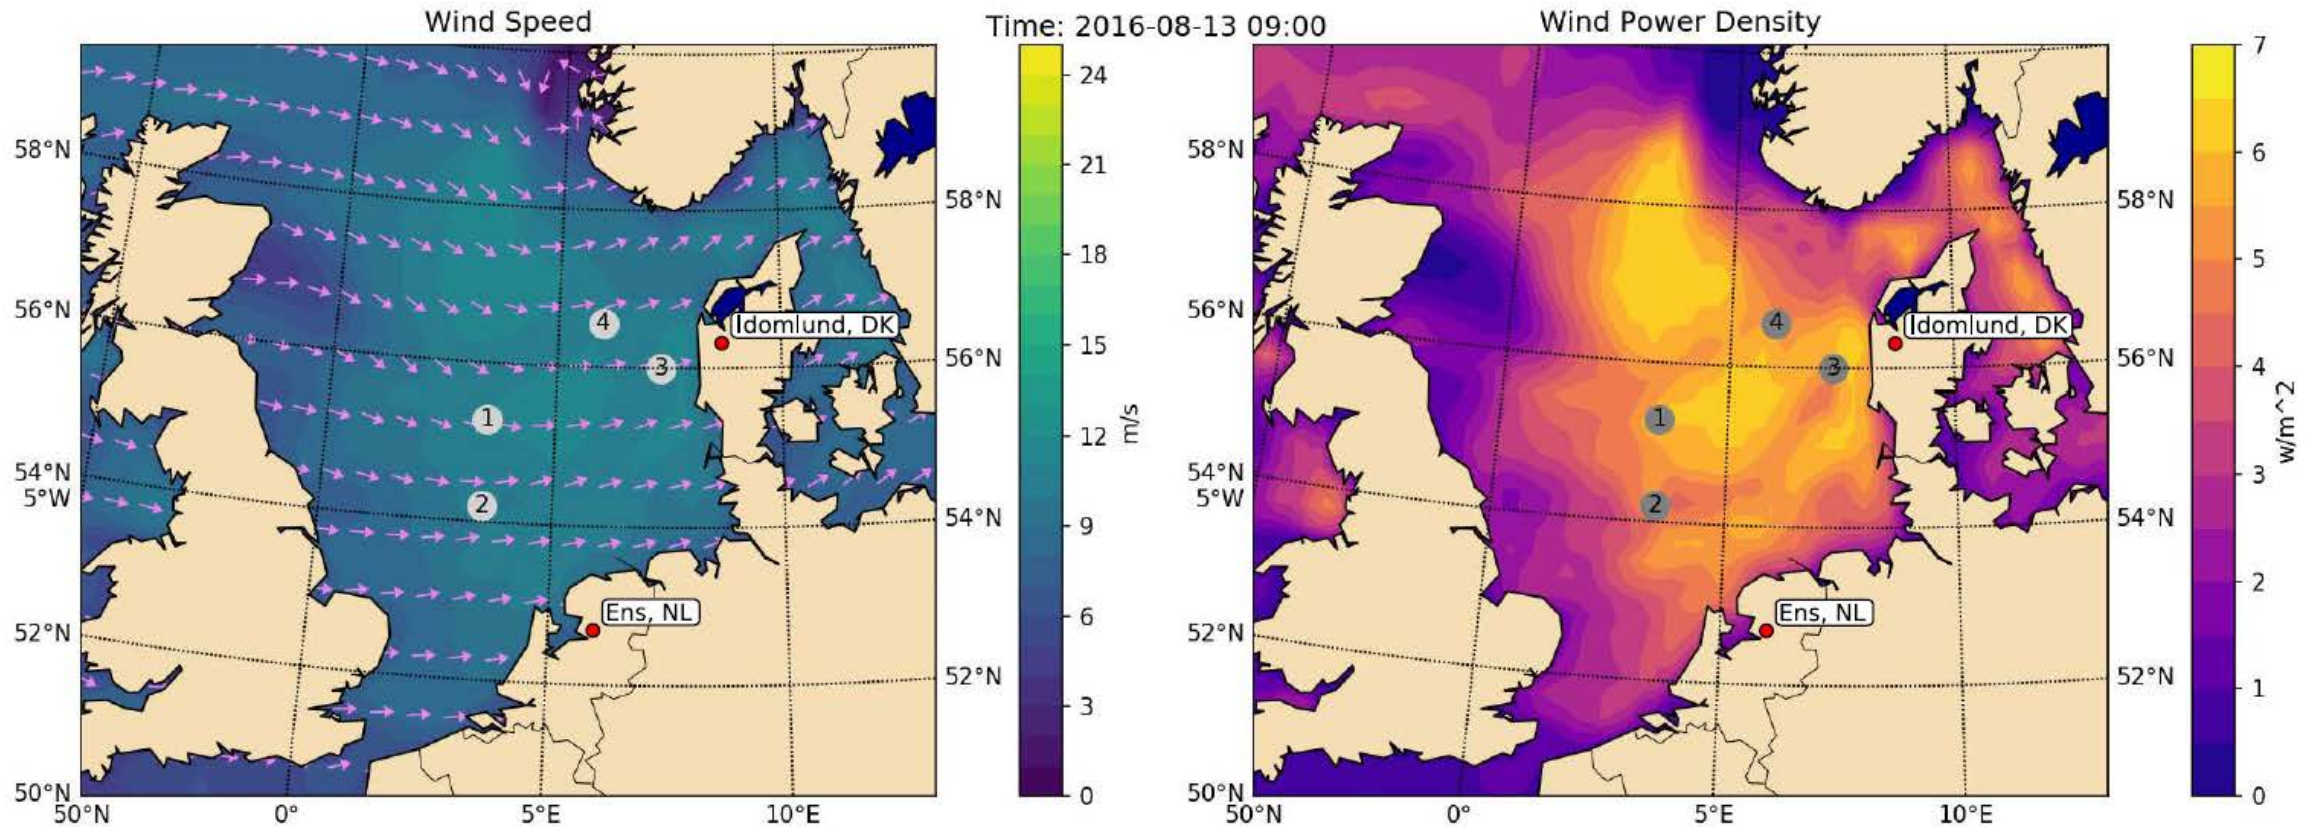 Wind Speed
Time: 2016-08-13 09:00
Wind Power Density
58°N
56°N
54°N
5°W
52°N
50°N
50°N
0°
5°E
10°E
58°N
56°N
54°N
52°N
4
3
1
2
Idomlund, DK
Ens, NL
24
21
18
15
12
9
6
3
0
m/s
58°N
56°N
54°N
5°W
52°N
50°N
50°N
0°
5°E
10°E
58°N
56°N
54°N
52°N
4
3
1
2
Idomlund, DK
Ens, NL
7
6
5
4
3
2
1
0
w/m^2